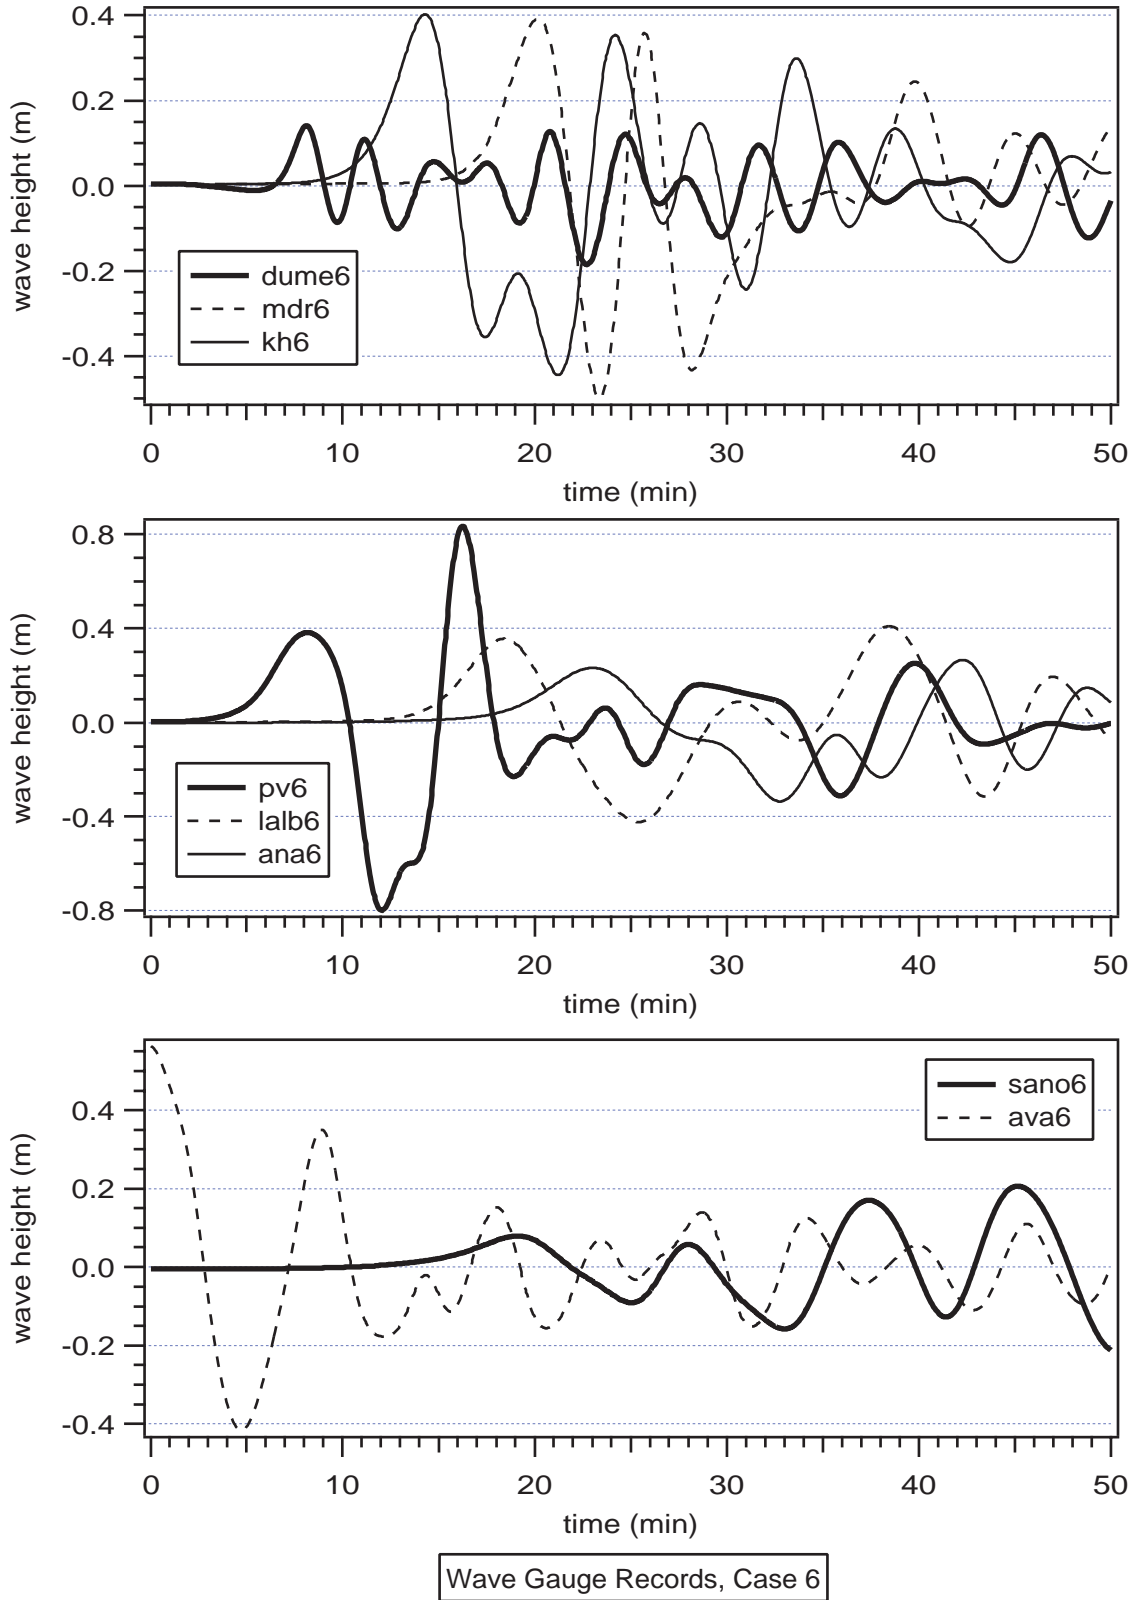 wave height (m)
0.4
0.2
0.0
-0.2
-0.4
dume6
mdr6
kh6
0 10 20 30 40 50
time (min)
wave height (m)
0.8
0.4
0.0
-0.4
-0.8
pv6
lalb6
ana6
0 10 20 30 40 50
time (min)
wave height (m)
0.4
0.2
0.0
-0.2
-0.4
sano6
ava6
0 10 20 30 40 50
time (min)
Wave Gauge Records, Case 6